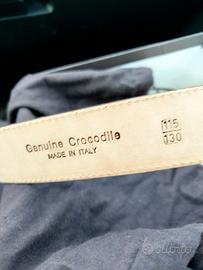 Genuine Crocodile
MADE IN ITALY
115
130